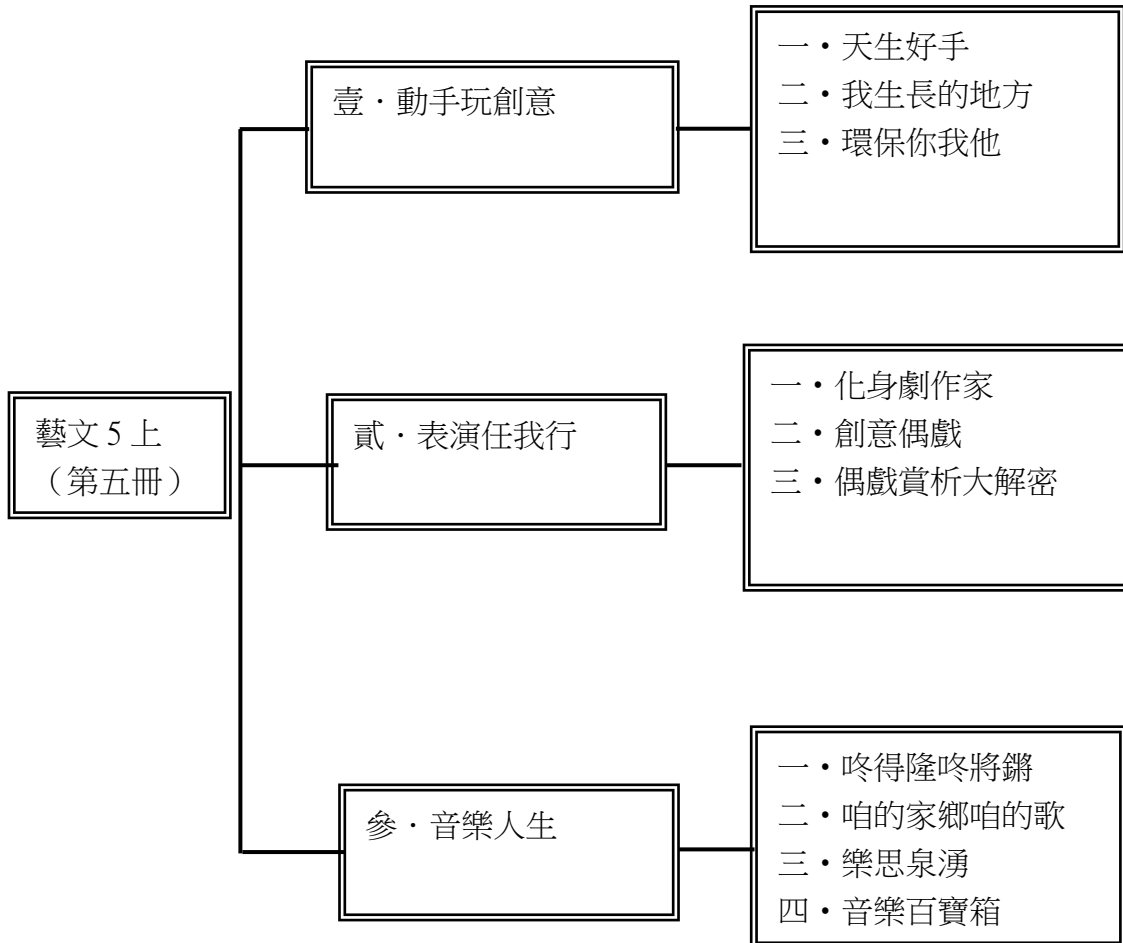 藝文 5 上
（第五冊）
壹．動手玩創意
一・天生好手
二・我生長的地方
三・環保你我他
貳．表演任我行
一・化身劇作家
二・創意偶戲
三・偶戲賞析大解密
參．音樂人生
一・咚得隆咚將鏘
二・咱的家鄉咱的歌
三・樂思泉湧
四・音樂百寶箱